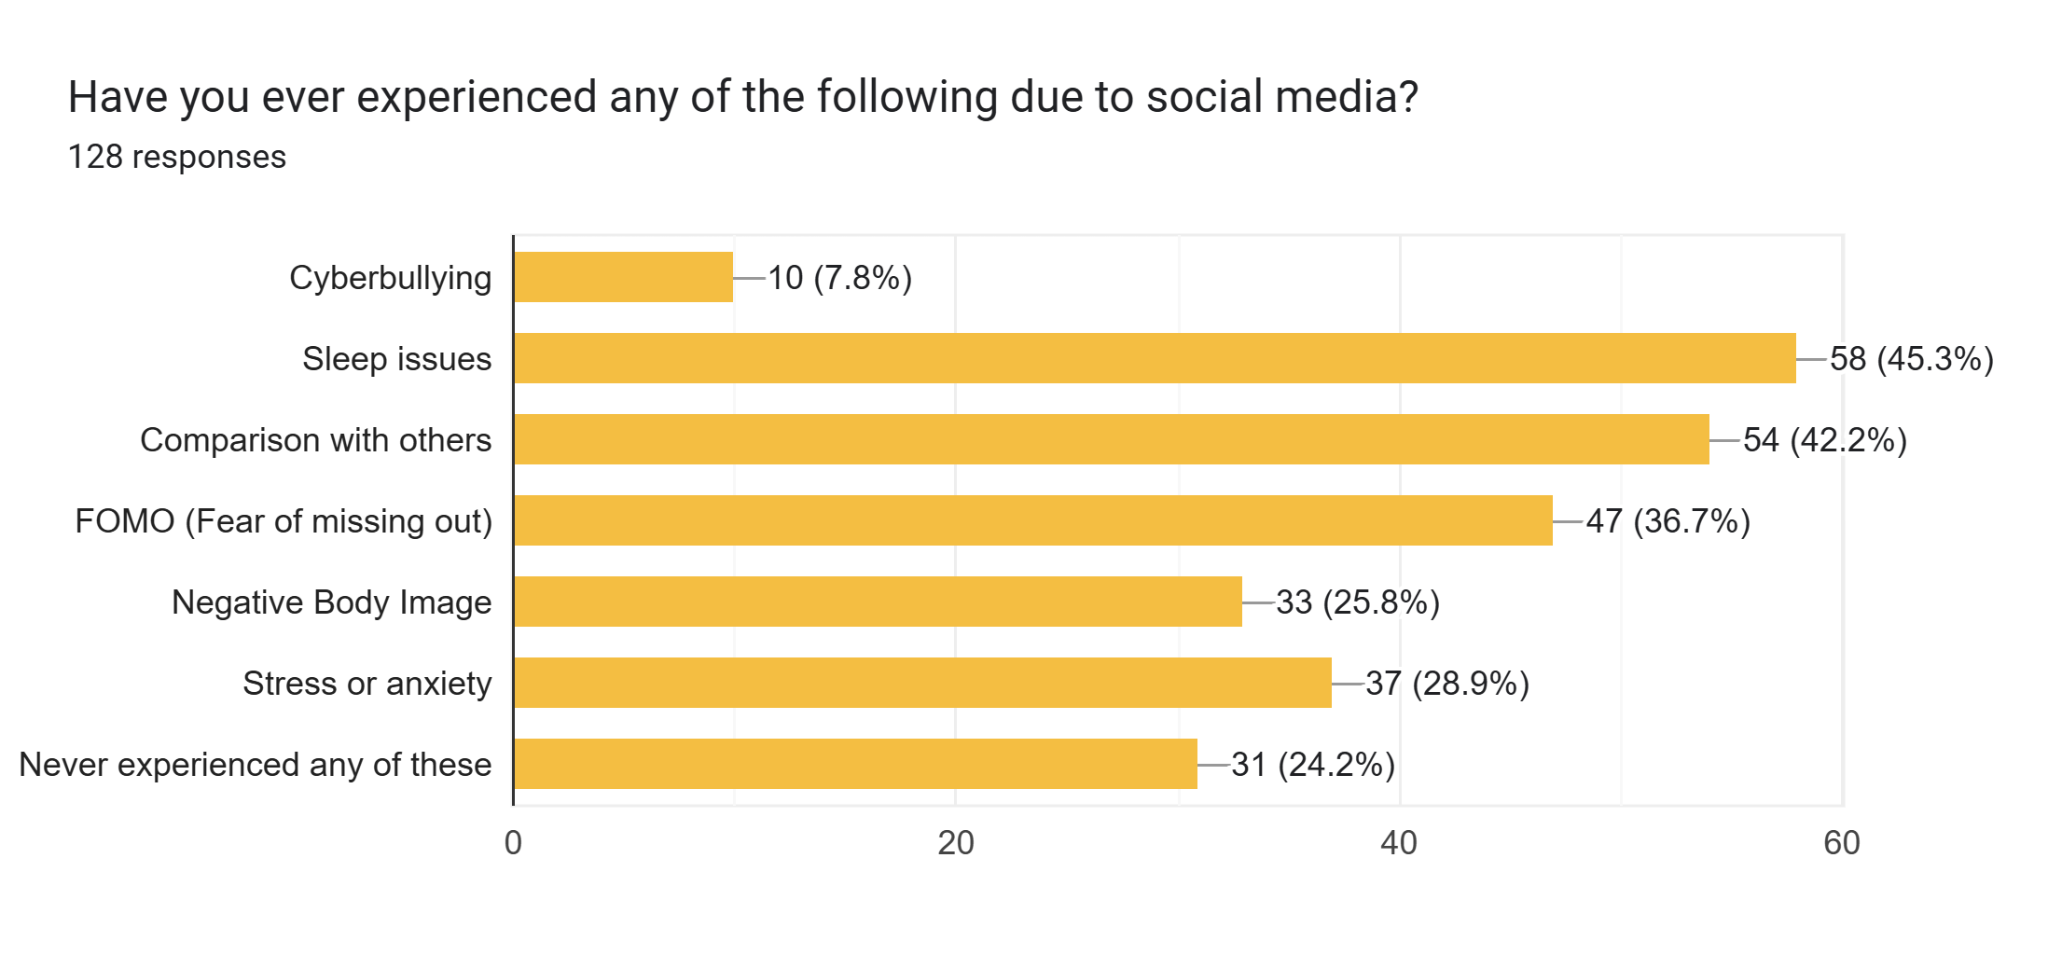 Have you ever experienced any of the following due to social media?
128 responses
Cyberbullying 10 (7.8%)
Sleep issues 58 (45.3%)
Comparison with others 54 (42.2%)
FOMO (Fear of missing out) 47 (36.7%)
Negative Body Image 33 (25.8%)
Stress or anxiety 37 (28.9%)
Never experienced any of these 31 (24.2%)
0 20 40 60